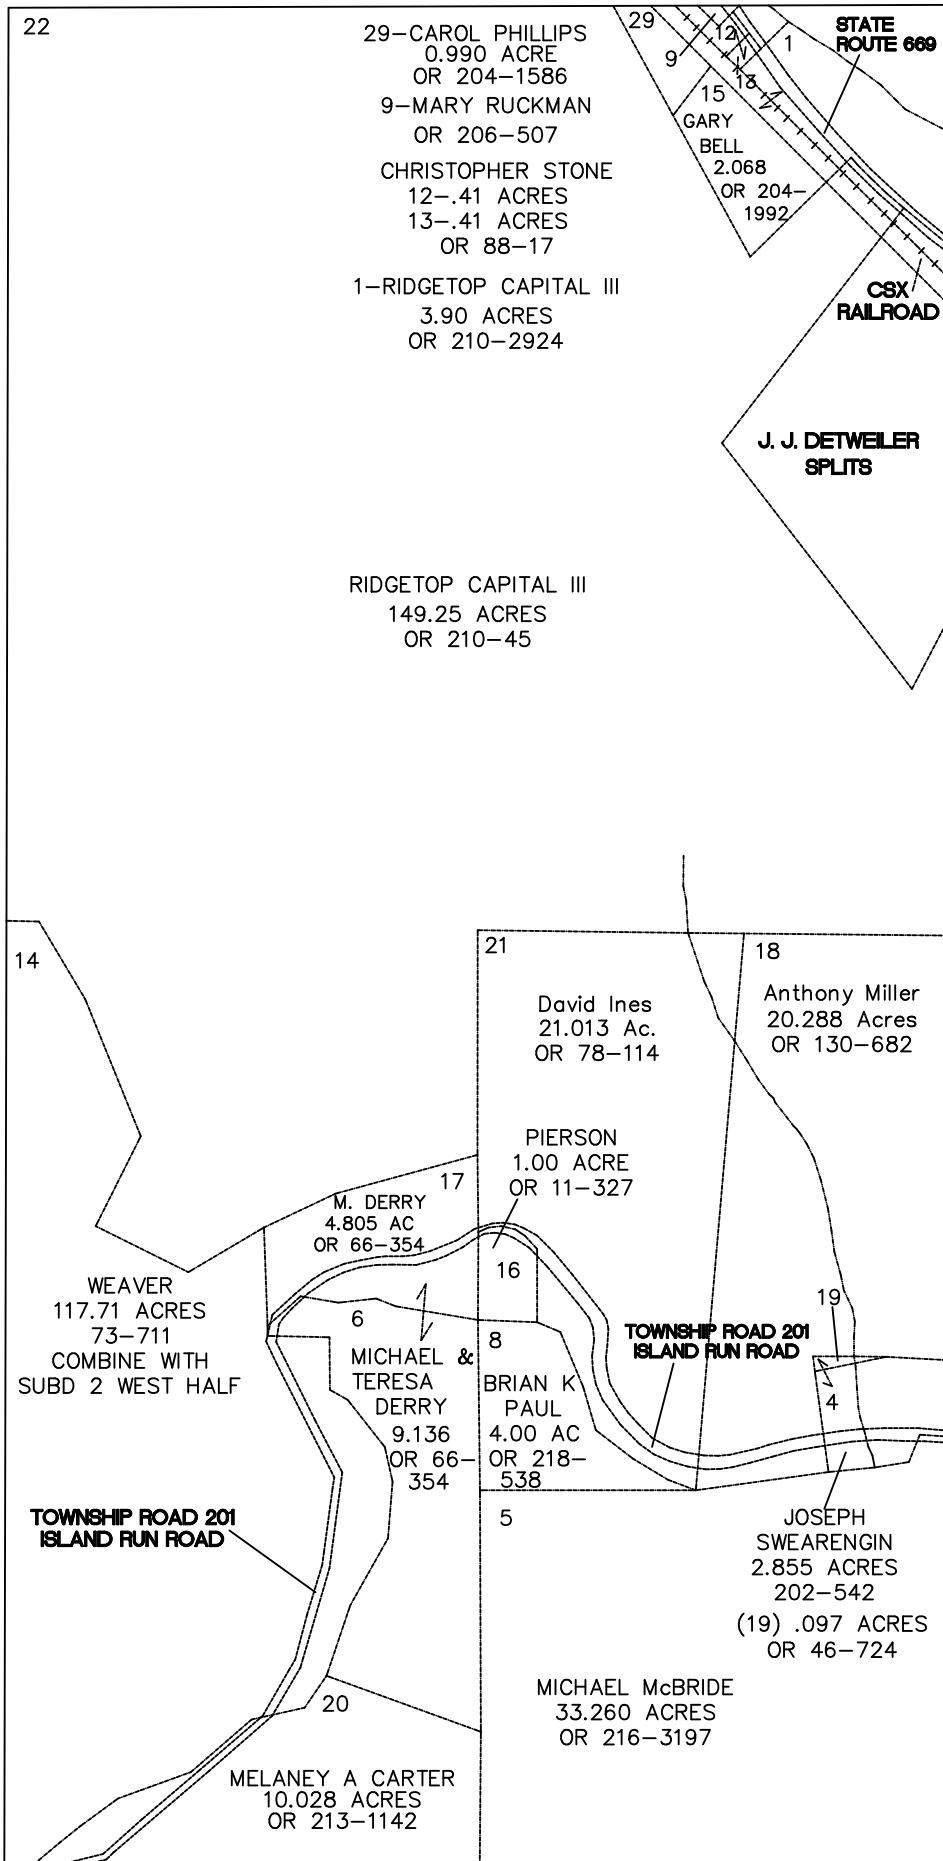 22
29-CAROL PHILLIPS
0.990 ACRE
OR 204-1586
9-MARY RUCKMAN
OR 206-507
CHRISTOPHER STONE
12-.41 ACRES
13-.41 ACRES
OR 88-17
1-RIDGETOP CAPITAL III
3.90 ACRES
OR 210-2924
29
12
1
9
13
15
STATE
ROUTE 669
GARY
BELL
2.068
OR 204-
1992
CSX
RAILROAD
J. J. DETWEILER
SPLITS
RIDGETOP CAPITAL III
149.25 ACRES
OR 210-45
14
21
18
David Ines
21.013 Ac.
OR 78-114
Anthony Miller
20.288 Acres
OR 130-682
PIERSON
1.00 ACRE
OR 11-327
17
M. DERRY
4.805 AC
OR 66-354
16
WEAVER
117.71 ACRES
73-711
COMBINE WITH
SUBD 2 WEST HALF
6
MICHAEL &
TERESA
DERRY
9.136
OR 66-
354
8
BRIAN K
PAUL
4.00 AC
OR 218-
538
19
TOWNSHIP ROAD 201
ISLAND RUN ROAD
4
TOWNSHIP ROAD 201
ISLAND RUN ROAD
5
JOSEPH
SWEARENGIN
2.855 ACRES
202-542
(19) .097 ACRES
OR 46-724
20
MICHAEL McBRIDE
33.260 ACRES
OR 216-3197
MELANEY A CARTER
10.028 ACRES
OR 213-1142